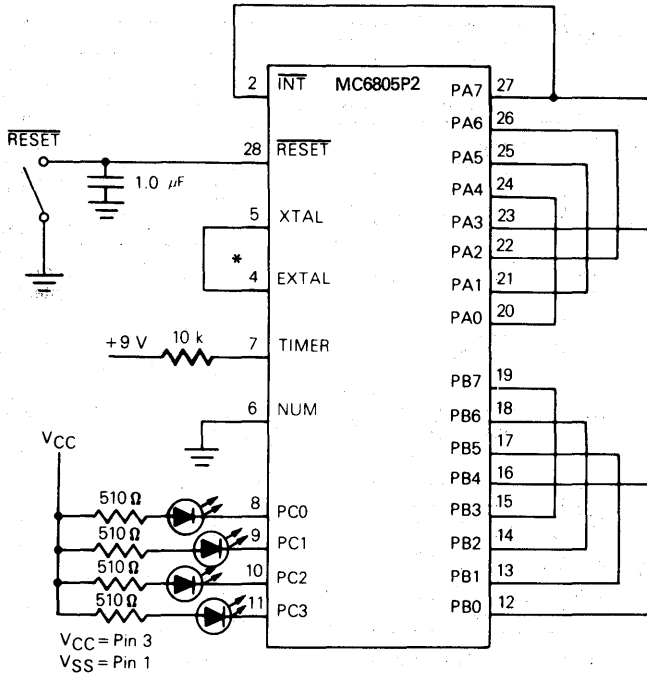 MC6805P2
2 INT
PA7 27
PA6 26
RESET
28 RESET
PA5 25
1.0 μF
PA4 24
5 XTAL
PA3 23
PA2 22
*
4 EXTAL
PA1 21
PA0 20
+9 V 10 k 7 TIMER
PB7 19
6 NUM
PB6 18
VCC
PB5 17
PB4 16
510 Ω 8 PC0
PB3 15
510 Ω 9 PC1
PB2 14
510 Ω 10 PC2
PB1 13
510 Ω 11 PC3
PB0 12
VCC = Pin 3
VSS = Pin 1